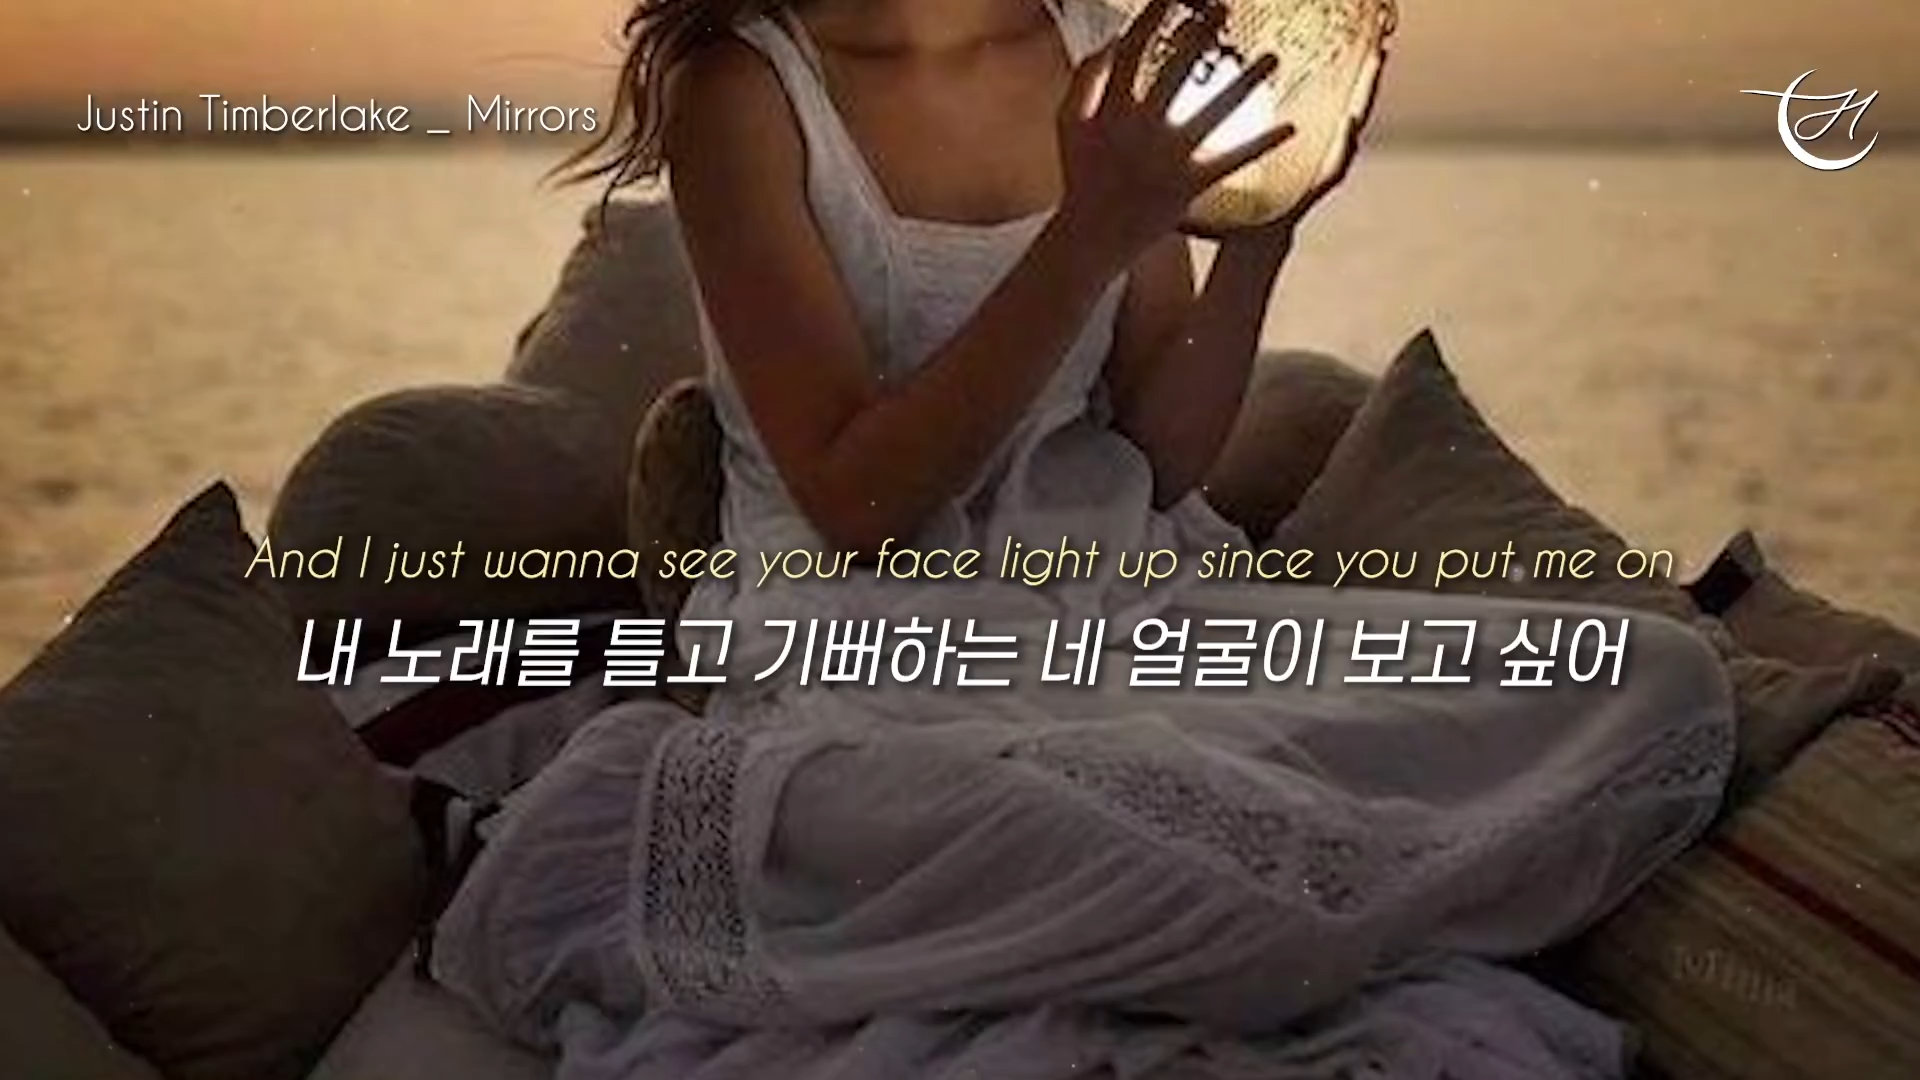 Justin Timberlake _ Mirrors
And I just wanna see your face light up since you put me on
내 노래를 틀고 기뻐하는 네 얼굴이 보고 싶어